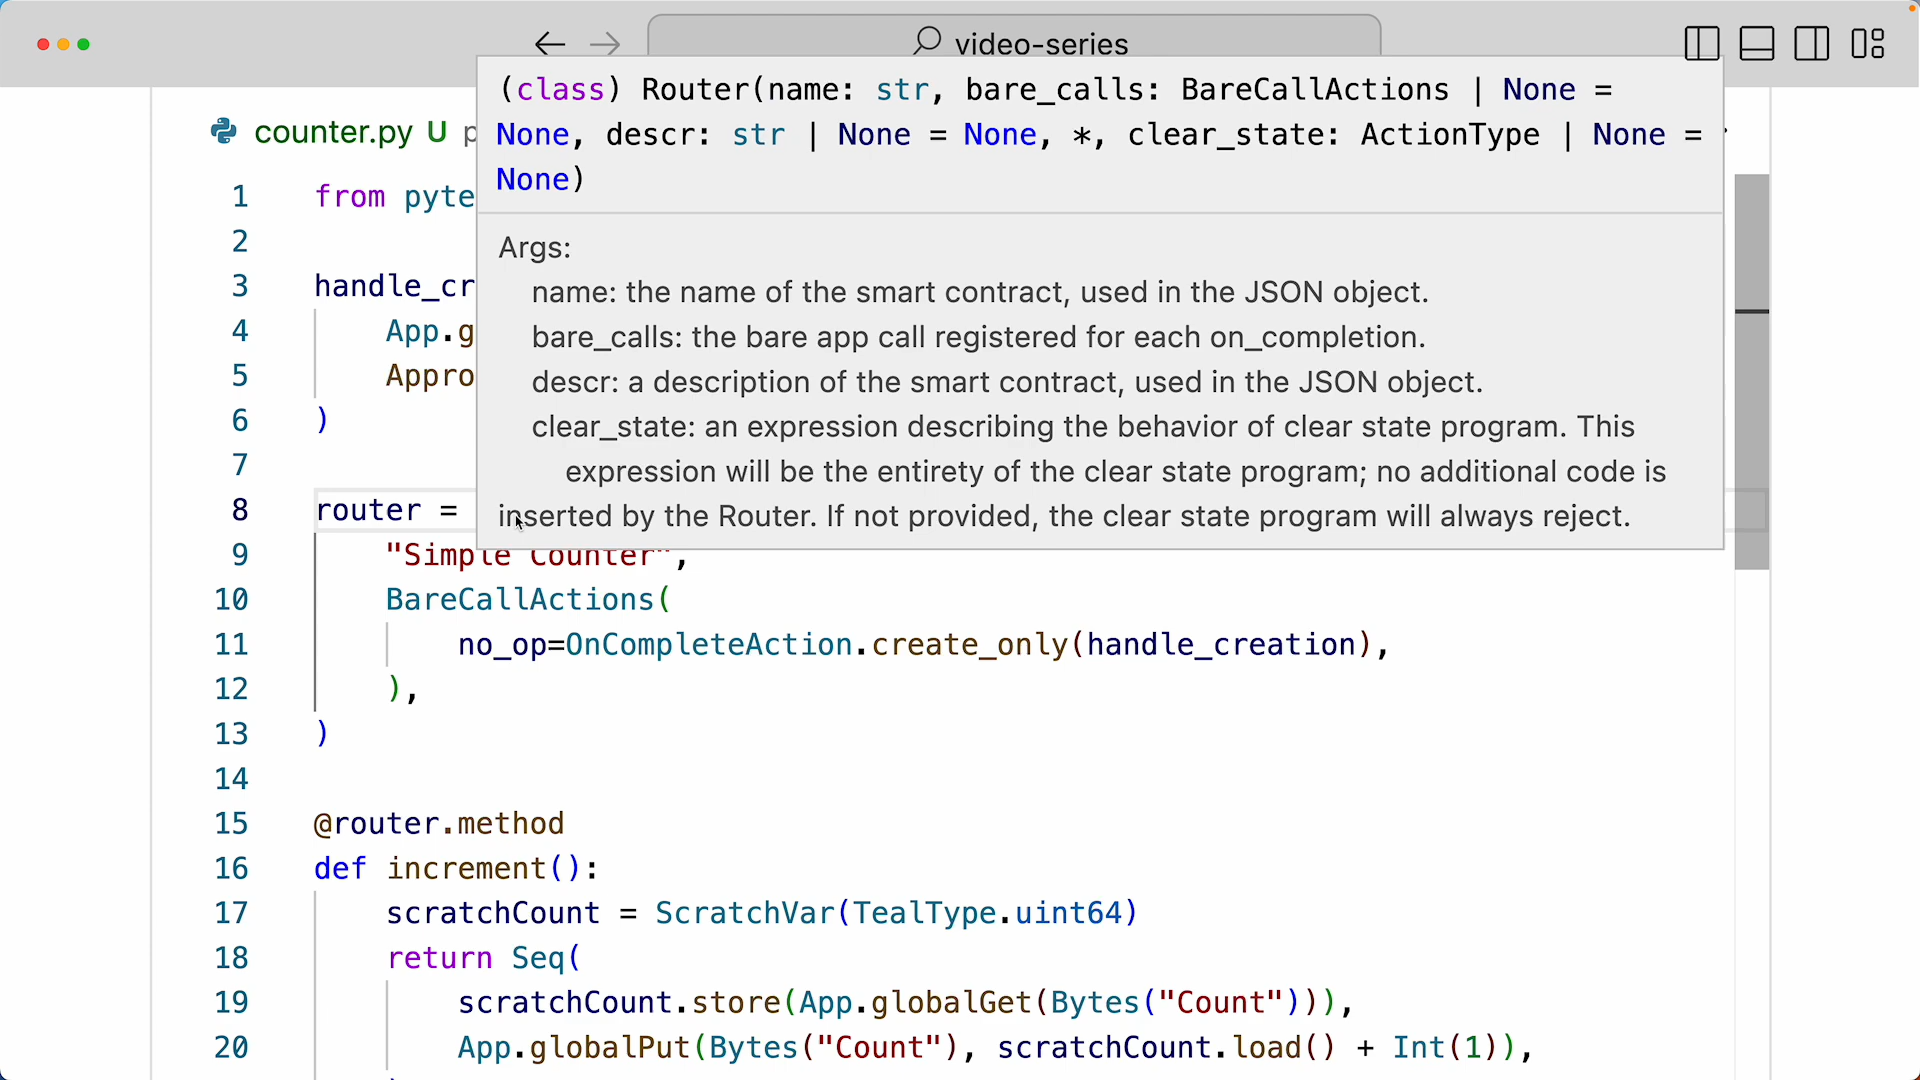 video-series
(class) Router(name: str, bare_calls: BareCallActions | None =
None, descr: str | None = None, *, clear_state: ActionType | None =
None)
Args:
name: the name of the smart contract, used in the JSON object.
bare_calls: the bare app call registered for each on_completion.
descr: a description of the smart contract, used in the JSON object.
clear_state: an expression describing the behavior of clear state program. This
expression will be the entirety of the clear state program; no additional code is
inserted by the Router. If not provided, the clear state program will always reject.
counter.py U p
1 from pyte
2
3 handle_cr
4 App.g
5 Appro
6 )
7
8 router =
9 "Simple Counter",
10 BareCallActions(
11 no_op=OnCompleteAction.create_only(handle_creation),
12 ),
13 )
14
15 @router.method
16 def increment():
17 scratchCount = ScratchVar(TealType.uint64)
18 return Seq(
19 scratchCount.store(App.globalGet(Bytes("Count"))),
20 App.globalPut(Bytes("Count"), scratchCount.load() + Int(1)),